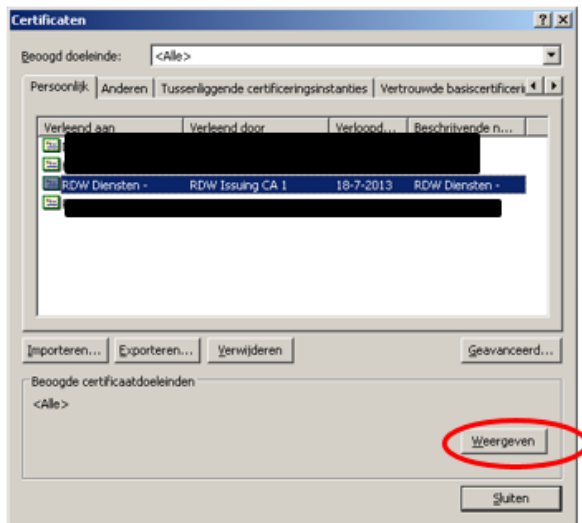 Certificaten
Beoogd doeleinde: <Alle>
Persoonlijk Anderen Tussenliggende certificeringsinstanties Vertrouwde basiscertificeri
Verleend aan Verleend door Verloopd... Beschrijvende n...
RDW Diensten - RDW Issuing CA 1 18-7-2013 RDW Diensten -
Importeren... Exporteren... Verwijderen Geavanceerd...
Beoogde certificaatdoeleinden
<Alle>
Weergeven
Sluiten